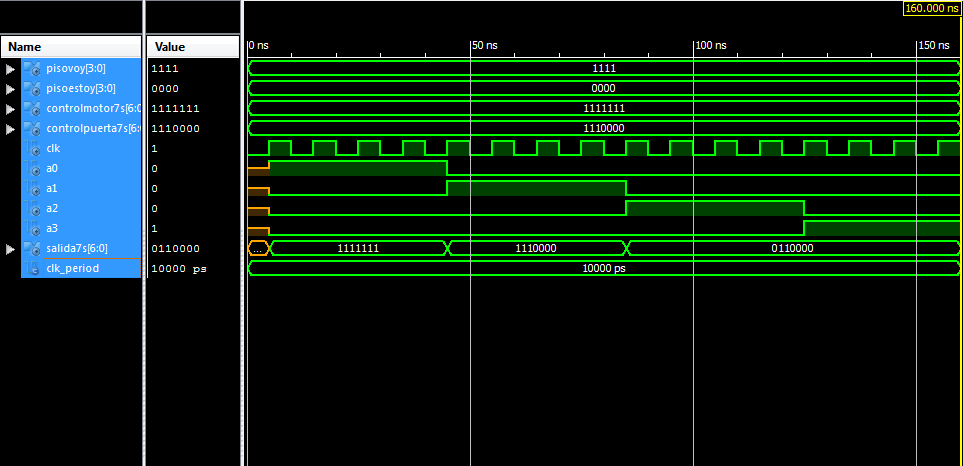 160.000 ns
Name Value 0 ns 50 ns 100 ns 150 ns
pisovoy[3:0] 1111 1111
pisoestoy[3:0] 0000 0000
controlmotor7s[6:0 1111111 1111111
controlpuerta7s[6:0 1110000 1110000
clk 1
a0 0
a1 0
a2 0
a3 1
salida7s[6:0] 0110000 ... 1111111 1110000 0110000
clk_period 10000 ps 10000 ps